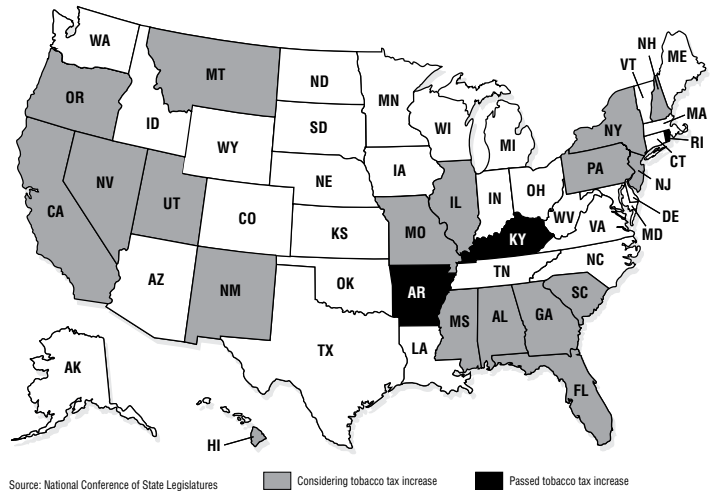 WA
NH
ME
VT
MT
ND
OR
MN
MA
ID
WI
NY
SD
RI
MI
WY
CT
PA
IA
NJ
NE
NV
OH
IL
IN
UT
DE
CA
CO
WV
VA
MD
KS
MO
KY
NC
TN
AZ
OK
NM
AR
SC
MS
AL
GA
TX
LA
AK
FL
HI
Source: National Conference of State Legislatures
Considering tobacco tax increase
Passed tobacco tax increase